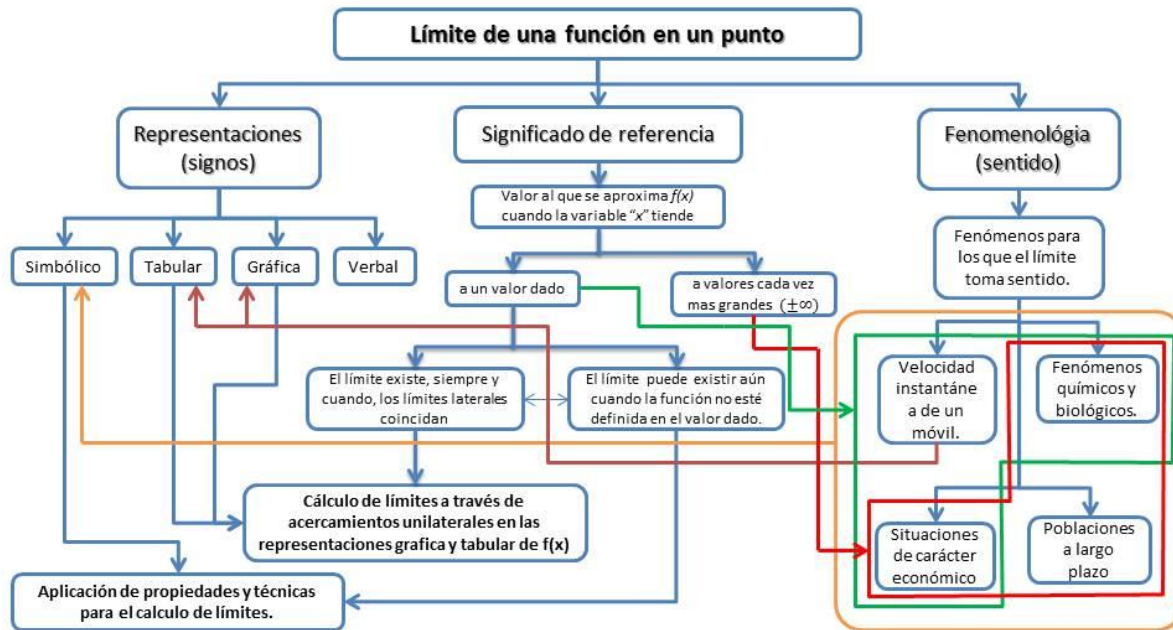 Límite de una función en un punto
Representaciones
(signos)
Significado de referencia
Fenomenológia
(sentido)
Valor al que se aproxima f(x)
cuando la variable “x” tiende
Fenómenos para
los que el límite
toma sentido.
Simbólico
Tabular
Gráfica
Verbal
a un valor dado
a valores cada vez
mas grandes (±∞)
El límite existe, siempre y
cuando, los límites laterales
coincidan
El límite puede existir aún
cuando la función no esté
definida en el valor dado.
Velocidad
instantáne
a de un
móvil.
Fenómenos
químicos y
biológicos.
Cálculo de límites a través de
acercamientos unilaterales en las
representaciones grafica y tabular de f(x)
Situaciones
de carácter
económico
Poblaciones
a largo
plazo
Aplicación de propiedades y técnicas
para el calculo de límites.